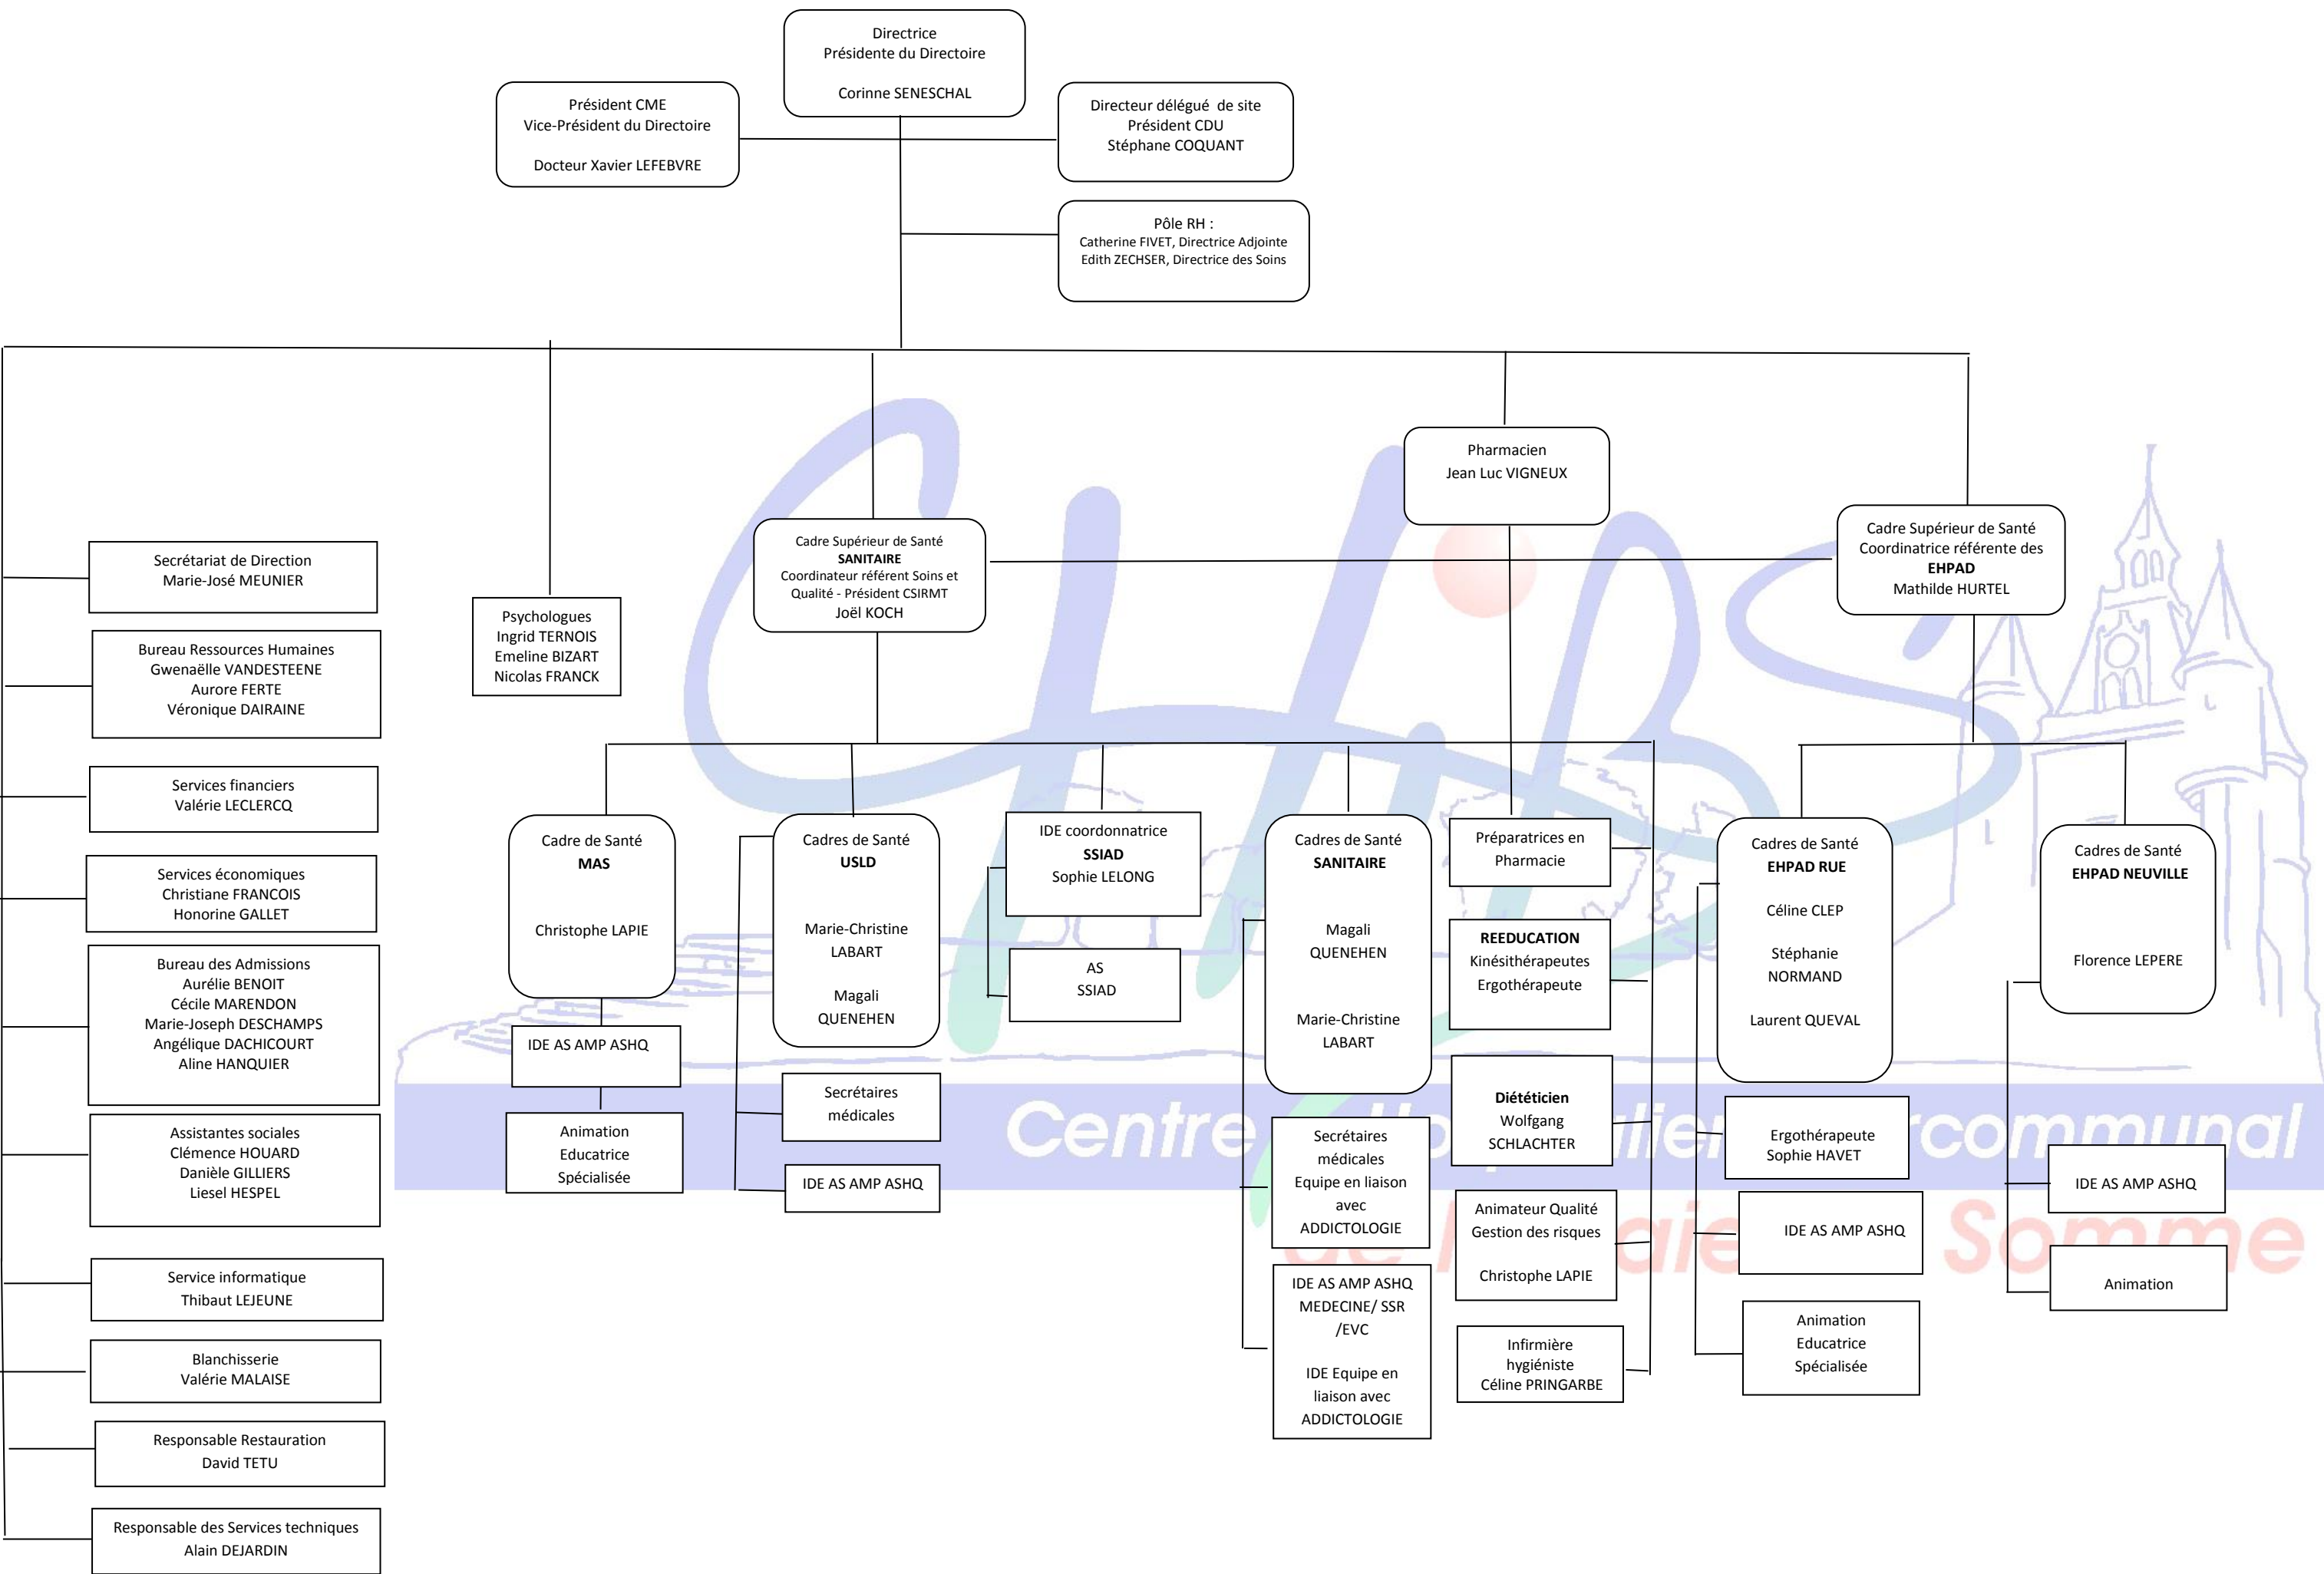 Directrice
Présidente du Directoire
Corinne SENESCHAL
Président CME
Vice-Président du Directoire
Docteur Xavier LEFEBVRE
Directeur délégué de site
Président CDU
Stéphane COQUANT
Pôle RH :
Catherine FIVET, Directrice Adjointe
Edith ZECHSER, Directrice des Soins
Pharmacien
Jean Luc VIGNEUX
Cadre Supérieur de Santé
SANITAIRE
Coordinateur référent Soins et
Qualité - Président CSIRMT
Joël KOCH
Cadre Supérieur de Santé
Coordinatrice référente des
EHPAD
Mathilde HURTEL
Secrétariat de Direction
Marie-José MEUNIER
Bureau Ressources Humaines
Gwenaëlle VANDESTEENE
Aurore FERTE
Véronique DAIRAINE
Services financiers
Valérie LECLERCQ
Services économiques
Christiane FRANCOIS
Honorine GALLET
Bureau des Admissions
Aurélie BENOIT
Cécile MARENDON
Marie-Joseph DESCHAMPS
Angélique DACHICOURT
Aline HANQUIER
Assistantes sociales
Clémence HOUARD
Danièle GILLIERS
Liesel HESPEL
Service informatique
Thibaut LEJEUNE
Blanchisserie
Valérie MALAISE
Responsable Restauration
David TETU
Responsable des Services techniques
Alain DEJARDIN
Psychologues
Ingrid TERNOIS
Emeline BIZART
Nicolas FRANCK
Cadre de Santé
MAS
Christophe LAPIE
IDE AS AMP ASHQ
Animation
Educatrice
Spécialisée
Cadres de Santé
USLD
Marie-Christine
LABART
Magali
QUENEHEN
Secrétaires
médicales
IDE AS AMP ASHQ
IDE coordonnatrice
SSIAD
Sophie LELONG
AS
SSIAD
Cadres de Santé
SANITAIRE
Magali
QUENEHEN
Marie-Christine
LABART
Secrétaires
médicales
Equipe en liaison
avec
ADDICTOLOGIE
IDE AS AMP ASHQ
MEDECINE/ SSR
/EVC
IDE Equipe en
liaison avec
ADDICTOLOGIE
Préparatrices en
Pharmacie
REEDUCATION
Kinésithérapeutes
Ergothérapeute
Diététicien
Wolfgang
SCHLACHTER
Animateur Qualité
Gestion des risques
Christophe LAPIE
Infirmière
hygiéniste
Céline PRINGARBE
Cadres de Santé
EHPAD RUE
Céline CLEP
Stéphanie
NORMAND
Laurent QUEVAL
Ergothérapeute
Sophie HAVET
IDE AS AMP ASHQ
Animation
Educatrice
Spécialisée
Cadres de Santé
EHPAD NEUVILLE
Florence LEPERE
IDE AS AMP ASHQ
Animation
CHIBS
Centre
Somme